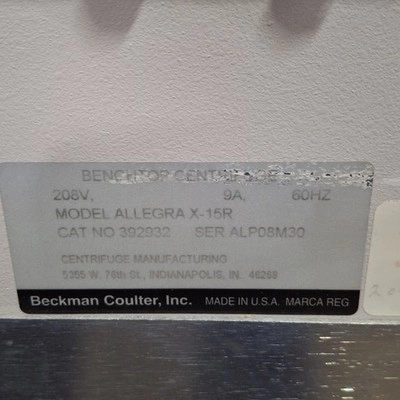 BENCHTOP CENTRIFUGE
208V, 9A, 60HZ
MODEL ALLEGRA X-15R
CAT NO 392932 SER ALP08M30
CENTRIFUGE MANUFACTURING
5355 W. 76th St., INDIANAPOLIS, IN. 46268
Beckman Coulter, Inc. MADE IN U.S.A. MARCA REG